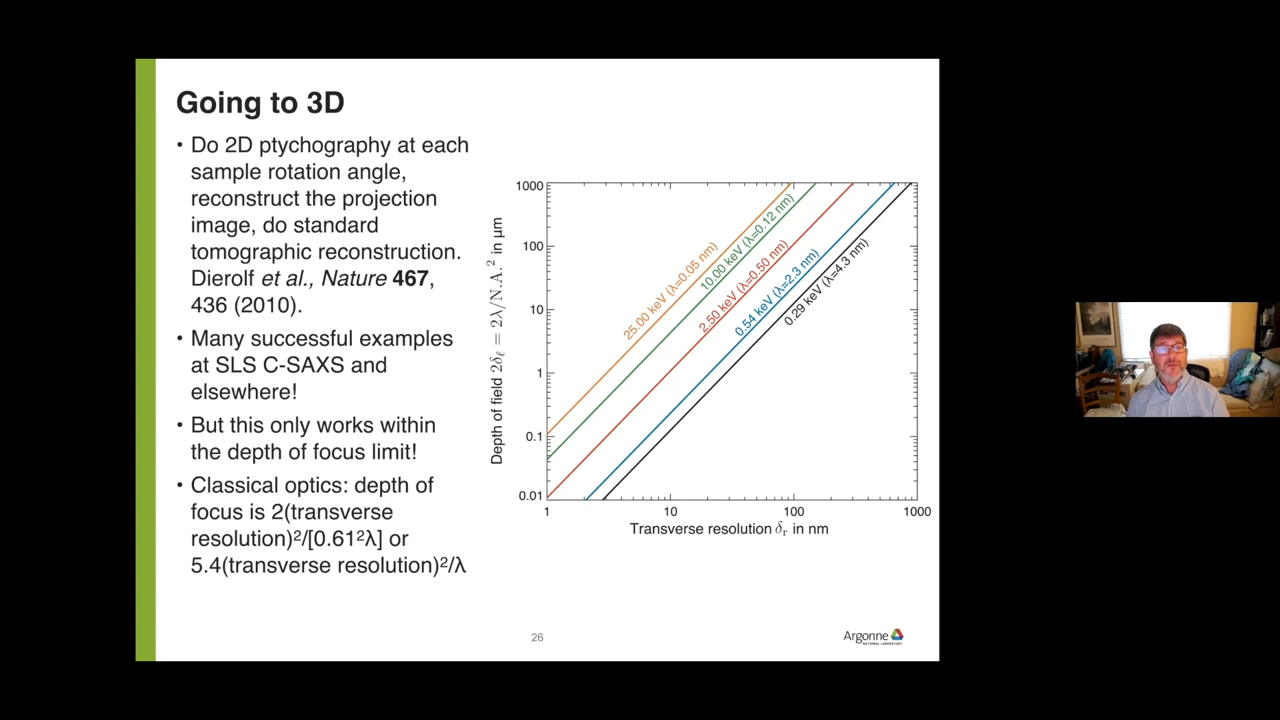 Going to 3D
• Do 2D ptychography at each
sample rotation angle,
reconstruct the projection
image, do standard
tomographic reconstruction.
Dierolf et al., Nature 467,
436 (2010).
• Many successful examples
at SLS C-SAXS and
elsewhere!
• But this only works within
the depth of focus limit!
• Classical optics: depth of
focus is 2(transverse
resolution)²/[0.61²λ] or
5.4(transverse resolution)²/λ
Depth of field 2δℓ = 2λ/N.A.² in μm
1000
100
10
1
0.1
0.01
25.00 keV (λ=0.05 nm)
10.00 keV (λ=0.12 nm)
2.50 keV (λ=0.50 nm)
0.54 keV (λ=2.3 nm)
0.29 keV (λ=4.3 nm)
1 10 100 1000
Transverse resolution δr in nm
26
Argonne
NATIONAL LABORATORY